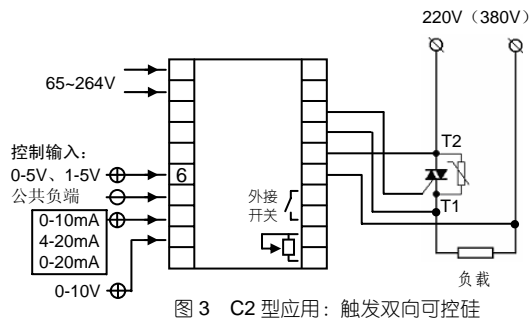 220V（380V）
65~264V
T2
控制输入：
0-5V、1-5V
6
公共负端
外接
开关
T1
0-10mA
4-20mA
0-20mA
0-10V
负载
图 3 C2 型应用：触发双向可控硅